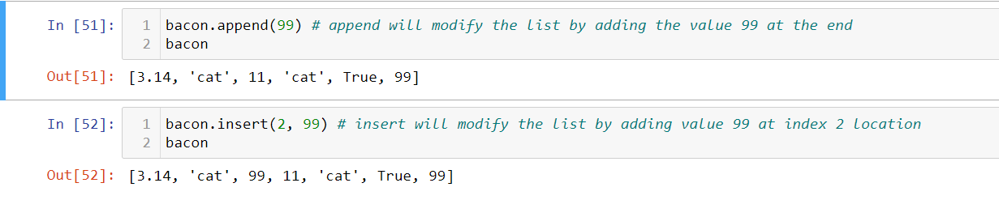 In [51]: 1 bacon.append(99) # append will modify the list by adding the value 99 at the end
2 bacon
Out[51]: [3.14, 'cat', 11, 'cat', True, 99]
In [52]: 1 bacon.insert(2, 99) # insert will modify the list by adding value 99 at index 2 location
2 bacon
Out[52]: [3.14, 'cat', 99, 11, 'cat', True, 99]